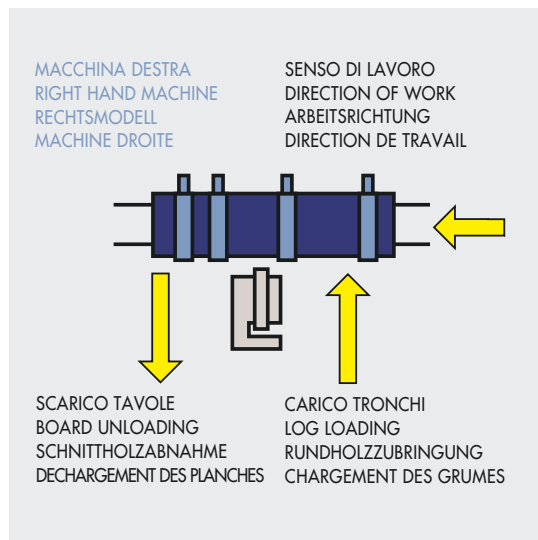 MACCHINA DESTRA
RIGHT HAND MACHINE
RECHTSMODELL
MACHINE DROITE
SENSO DI LAVORO
DIRECTION OF WORK
ARBEITSRICHTUNG
DIRECTION DE TRAVAIL
SCARICO TAVOLE
BOARD UNLOADING
SCHNITTHOLZABNAHME
DECHARGEMENT DES PLANCHES
CARICO TRONCHI
LOG LOADING
RUNDHOLZZUBRINGUNG
CHARGEMENT DES GRUMES